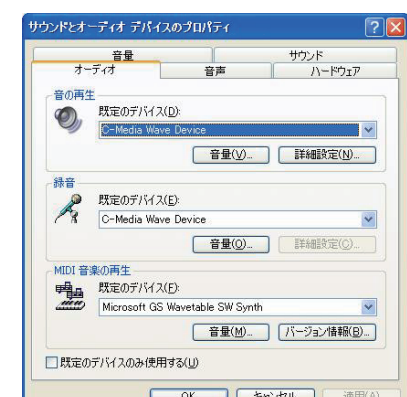 サウンドとオーディオ デバイスのプロパティ
音量 サウンド
オーディオ 音声 ハードウェア
音の再生
既定のデバイス(D):
C-Media Wave Device
音量(V)... 詳細設定(N)...
録音
既定のデバイス(E):
C-Media Wave Device
音量(O)... 詳細設定(C)...
MIDI 音楽の再生
既定のデバイス(F):
Microsoft GS Wavetable SW Synth
音量(M)... バージョン情報(B)...
既定のデバイスのみ使用する(U)
OK キャンセル 適用(A)